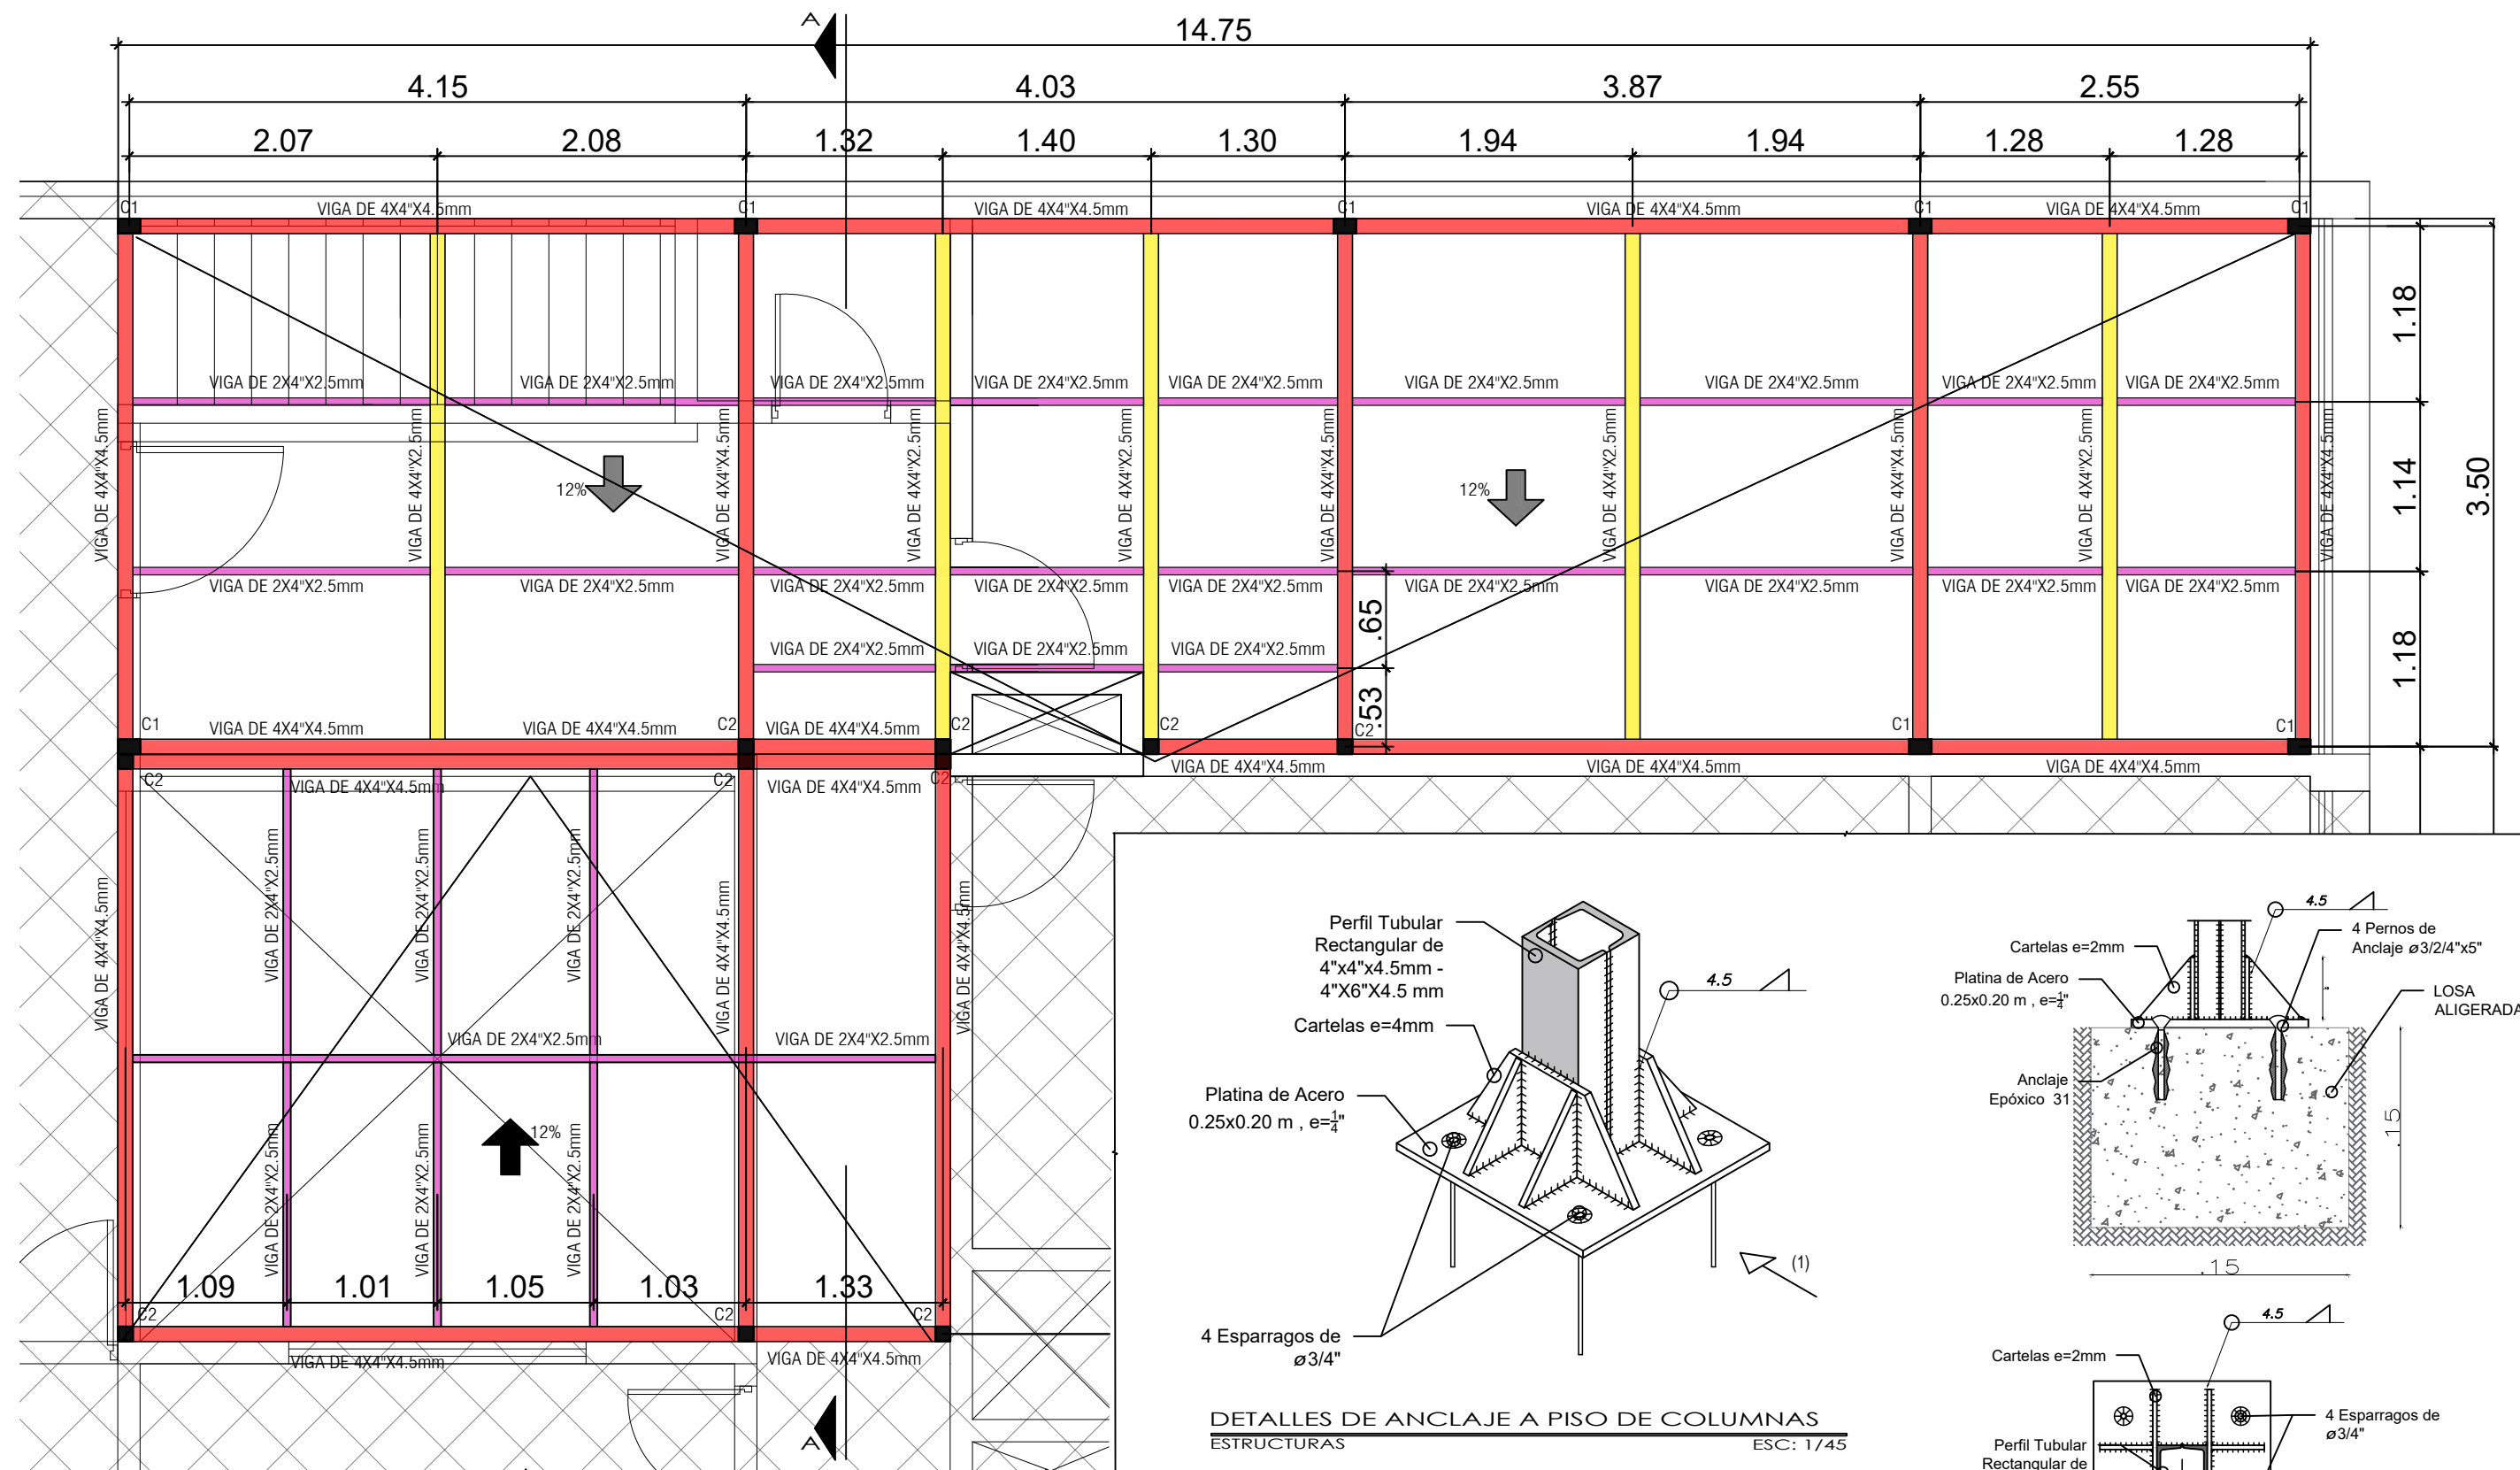 A
14.75
4.15
4.03
3.87
2.55
2.07
2.08
1.32
1.40
1.30
1.94
1.94
1.28
1.28
C1
VIGA DE 4X4"X4.5mm
C1
VIGA DE 4X4"X4.5mm
C1
VIGA DE 4X4"X4.5mm
C1
VIGA DE 4X4"X4.5mm
C1
VIGA DE 2X4"X2.5mm
VIGA DE 2X4"X2.5mm
VIGA DE 2X4"X2.5mm
VIGA DE 2X4"X2.5mm
VIGA DE 2X4"X2.5mm
VIGA DE 2X4"X2.5mm
VIGA DE 2X4"X2.5mm
VIGA DE 2X4"X2.5mm
VIGA DE 2X4"X2.5mm
VIGA DE 4X4"X4.5mm
VIGA DE 4X4"X2.5mm
VIGA DE 4X4"X4.5mm
VIGA DE 4X4"X2.5mm
VIGA DE 4X4"X2.5mm
VIGA DE 4X4"X4.5mm
VIGA DE 4X4"X2.5mm
VIGA DE 4X4"X4.5mm
VIGA DE 4X4"X2.5mm
VIGA DE 4X4"X4.5mm
1.18
1.14
1.18
3.50
12%
12%
VIGA DE 2X4"X2.5mm
VIGA DE 2X4"X2.5mm
VIGA DE 2X4"X2.5mm
VIGA DE 2X4"X2.5mm
VIGA DE 2X4"X2.5mm
VIGA DE 2X4"X2.5mm
VIGA DE 2X4"X2.5mm
VIGA DE 2X4"X2.5mm
VIGA DE 2X4"X2.5mm
.65
.53
VIGA DE 2X4"X2.5mm
VIGA DE 2X4"X2.5mm
VIGA DE 2X4"X2.5mm
C1
VIGA DE 4X4"X4.5mm
VIGA DE 4X4"X4.5mm
C2
VIGA DE 4X4"X4.5mm
C2
C2
C2
C1
C1
VIGA DE 4X4"X4.5mm
VIGA DE 4X4"X4.5mm
VIGA DE 4X4"X4.5mm
C2
VIGA DE 4X4"X4.5mm
C2
VIGA DE 4X4"X4.5mm
C2
VIGA DE 4X4"X4.5mm
VIGA DE 2X4"X2.5mm
VIGA DE 2X4"X2.5mm
VIGA DE 2X4"X2.5mm
VIGA DE 4X4"X4.5mm
VIGA DE 4X4"X4.5mm
VIGA DE 2X4"X2.5mm
VIGA DE 2X4"X2.5mm
12%
VIGA DE 2X4"X2.5mm
VIGA DE 2X4"X2.5mm
VIGA DE 2X4"X2.5mm
1.09
1.01
1.05
1.03
1.33
C2
C2
C2
VIGA DE 4X4"X4.5mm
VIGA DE 4X4"X4.5mm
A
Perfil Tubular
Rectangular de
4"x4"x4.5mm -
4"X6"X4.5 mm
4.5
Cartelas e=4mm
Platina de Acero
0.25x0.20 m , e=1/4"
(1)
4 Esparragos de
ø3/4"
DETALLES DE ANCLAJE A PISO DE COLUMNAS
ESTRUCTURAS
ESC: 1/45
4.5
Cartelas e=2mm
4 Pernos de
Anclaje ø3/2/4"x5"
Platina de Acero
0.25x0.20 m , e=1/4"
LOSA
ALIGERADA
Anclaje
Epóxico 31
.15
.15
4.5
Cartelas e=2mm
4 Esparragos de
ø3/4"
Perfil Tubular
Rectangular de